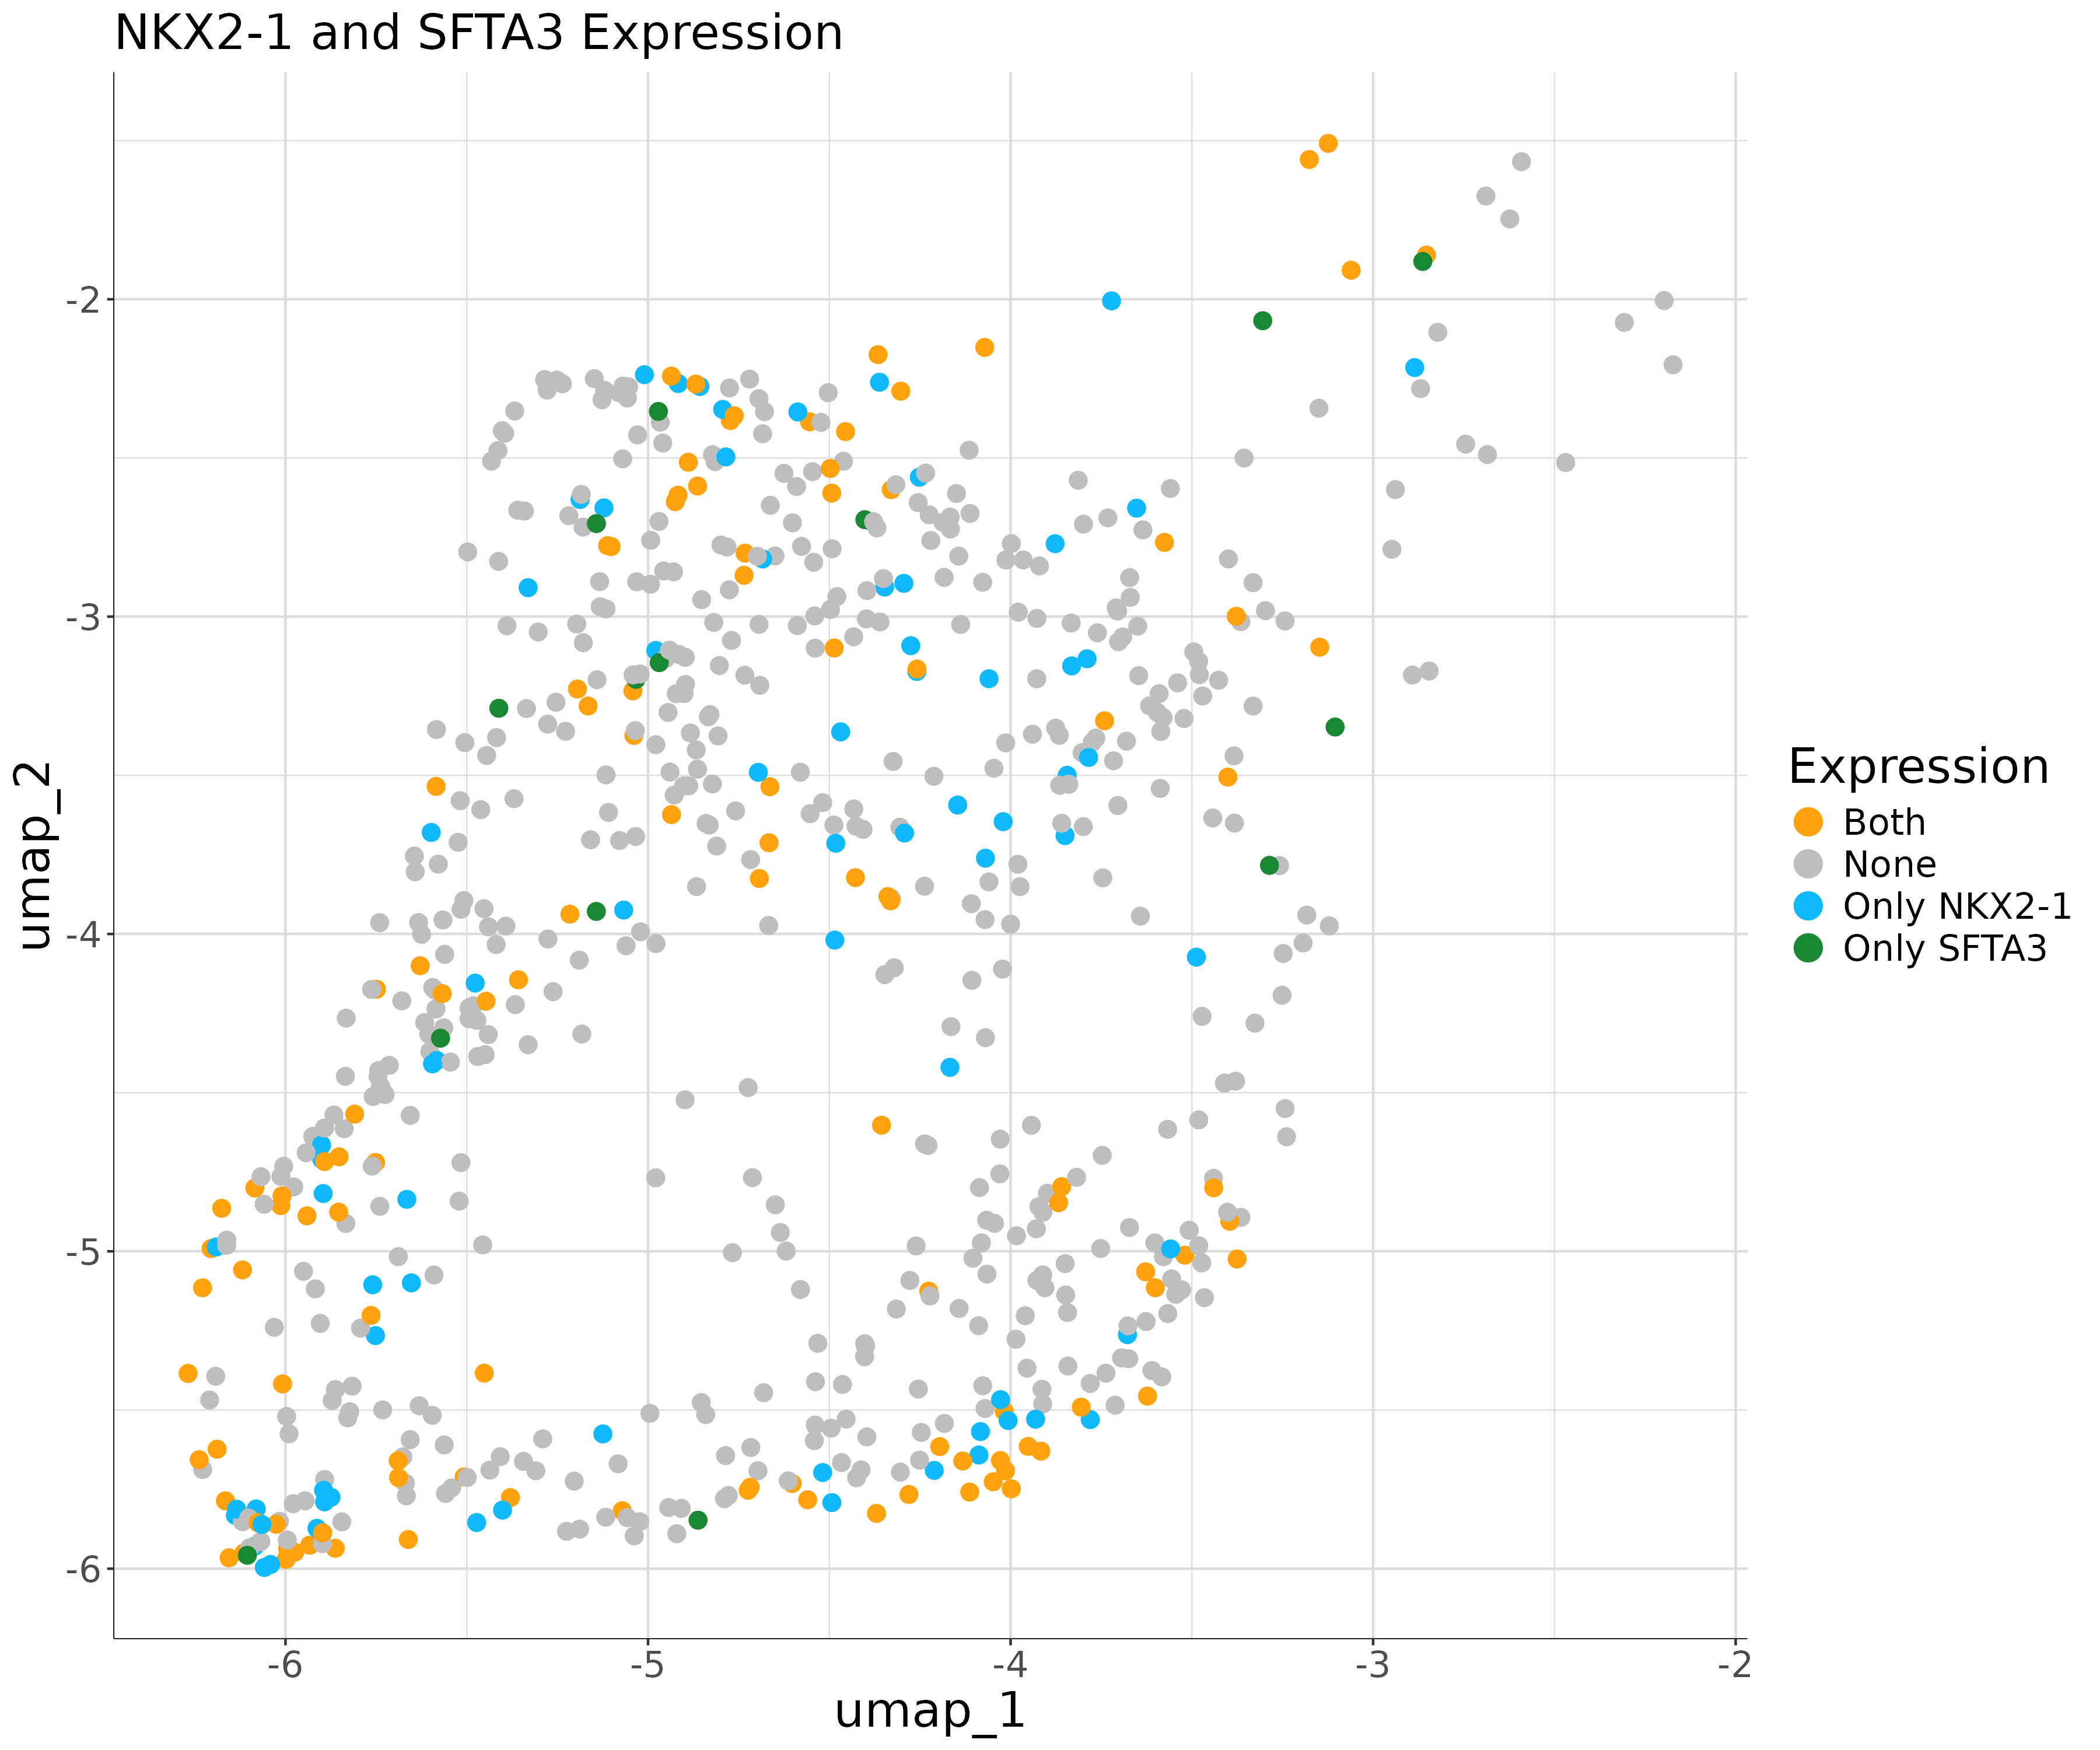 NKX2-1 and SFTA3 Expression
-2
-3
-4
-5
-6
umap_2
-6 -5 -4 -3 -2
umap_1
Expression
Both
None
Only NKX2-1
Only SFTA3